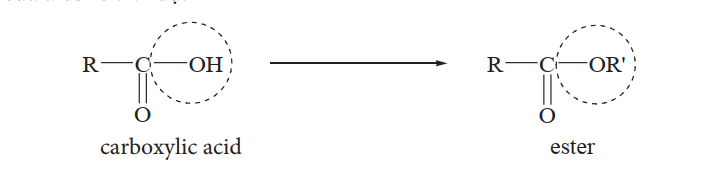 R—C—OH
O
carboxylic acid
R—C—OR'
O
ester